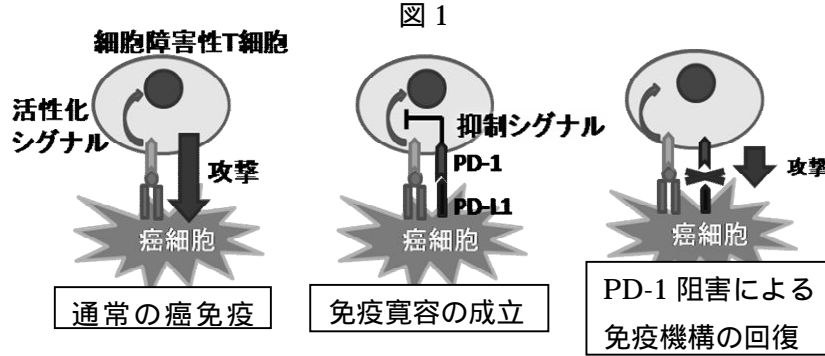 図 1
細胞障害性T細胞
活性化
シグナル
攻撃
癌細胞
通常の癌免疫
抑制シグナル
PD-1
PD-L1
癌細胞
免疫寛容の成立
攻撃
癌細胞
PD-1 阻害による
免疫機構の回復